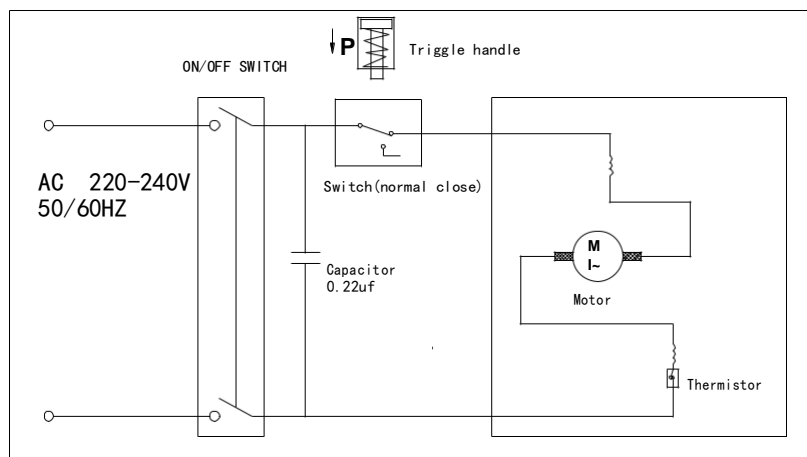 P
Triggle handle
ON/OFF SWITCH
AC 220-240V
50/60HZ
Switch(normal close)
Capacitor
0.22uf
M
I~
Motor
Thermistor